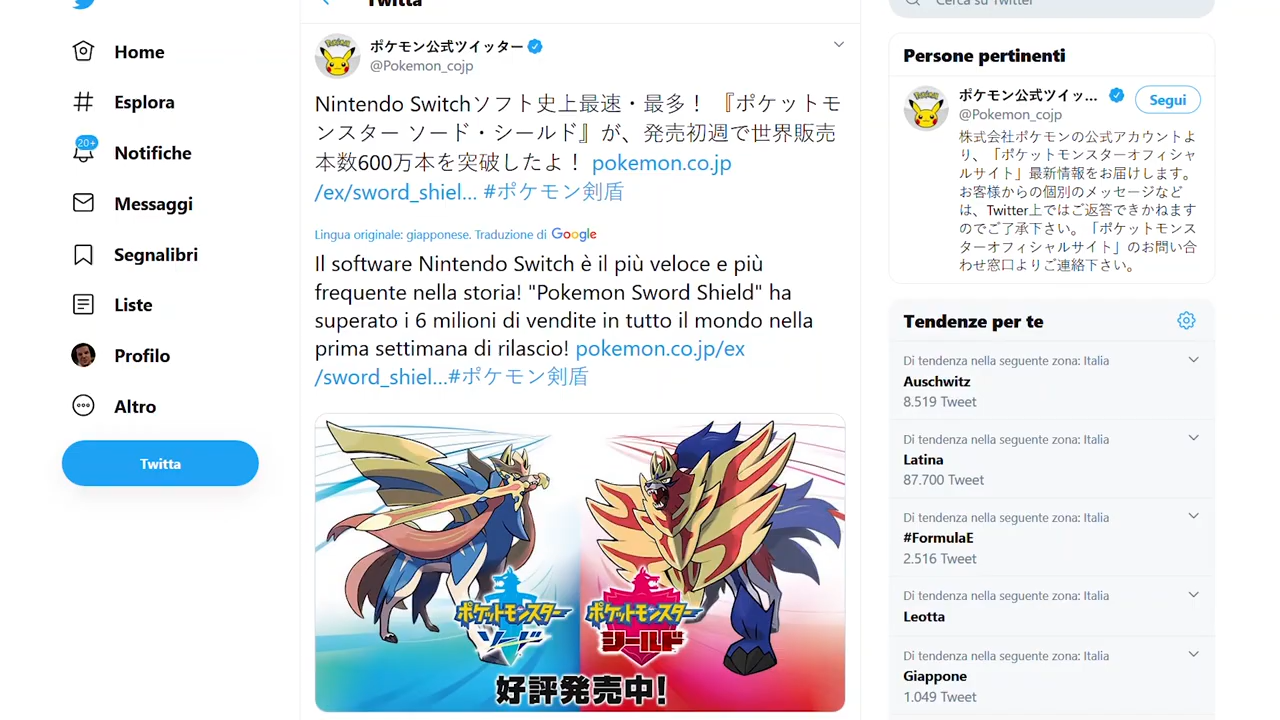 Home
Esplora
20+
Notifiche
Messaggi
Segnalibri
Liste
Profilo
Altro
Twitta
Twitta
ポケモン公式ツイッター
@Pokemon_cojp
Nintendo Switchソフト史上最速・最多！ 『ポケットモ
ンスター ソード・シールド』が、発売初週で世界販売
本数600万本を突破したよ！ pokemon.co.jp
/ex/sword_shiel... #ポケモン剣盾
Lingua originale: giapponese. Traduzione di Google
Il software Nintendo Switch è il più veloce e più
frequente nella storia! "Pokemon Sword Shield" ha
superato i 6 milioni di vendite in tutto il mondo nella
prima settimana di rilascio! pokemon.co.jp/ex
/sword_shiel...#ポケモン剣盾
ポケットモンスター
ソード
ポケットモンスター
シールド
好評発売中!
Cerca su Twitter
Persone pertinenti
ポケモン公式ツイッ...
Segui
@Pokemon_cojp
株式会社ポケモンの公式アカウントよ
り、「ポケットモンスターオフィシャ
ルサイト」最新情報をお届けします。
お客様からの個別のメッセージなど
は、Twitter上ではご返答できかねます
のでご了承下さい。「ポケットモンス
ターオフィシャルサイト」のお問い合
わせ窓口よりご連絡下さい。
Tendenze per te
Di tendenza nella seguente zona: Italia
Auschwitz
8.519 Tweet
Di tendenza nella seguente zona: Italia
Latina
87.700 Tweet
Di tendenza nella seguente zona: Italia
#FormulaE
2.516 Tweet
Di tendenza nella seguente zona: Italia
Leotta
Di tendenza nella seguente zona: Italia
Giappone
1.049 Tweet